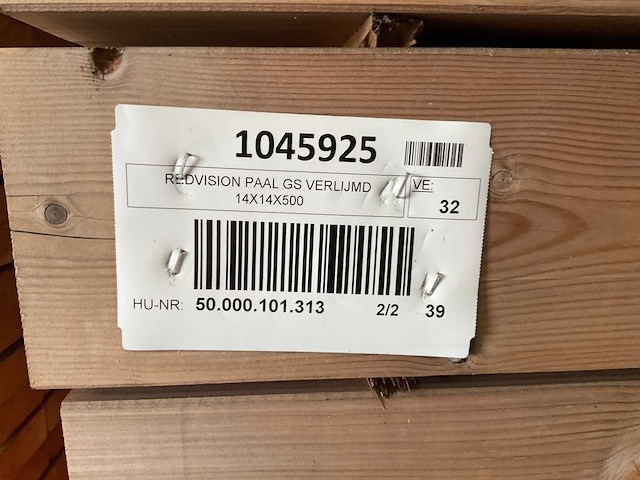 1045925
REDVISION PAAL GS VERLIJMD
14X14X500
VE:
32
HU-NR: 50.000.101.313 2/2 39